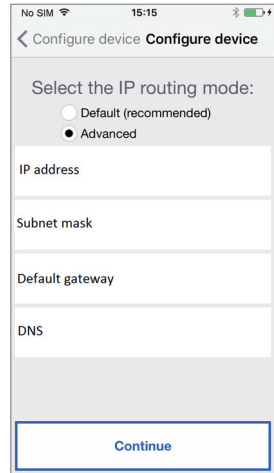 No SIM 15:15
Configure device Configure device
Select the IP routing mode:
Default (recommended)
Advanced
IP address
Subnet mask
Default gateway
DNS
Continue